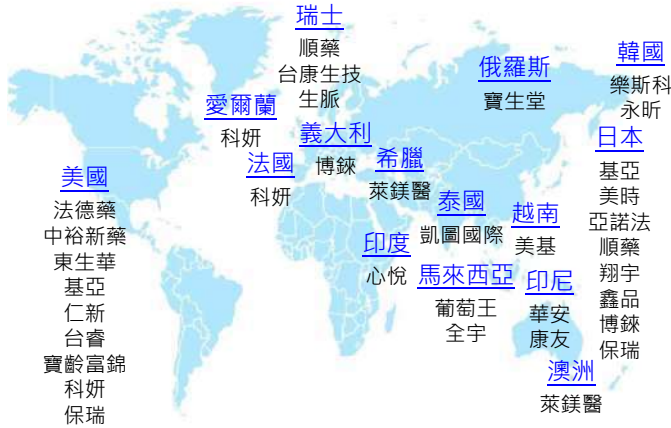 瑞士
順藥
台康生技
生脈
愛爾蘭
科妍
義大利
博錸
法國
科妍
希臘
萊鎂醫
俄羅斯
寶生堂
韓國
樂斯科
永昕
日本
基亞
美時
亞諾法
順藥
翔宇
鑫品
博錸
保瑞
美國
法德藥
中裕新藥
東生華
基亞
仁新
台睿
寶齡富錦
科妍
保瑞
泰國
凱圖國際
越南
美基
印度
心悅
馬來西亞
葡萄王
全宇
印尼
華安
康友
澳洲
萊鎂醫